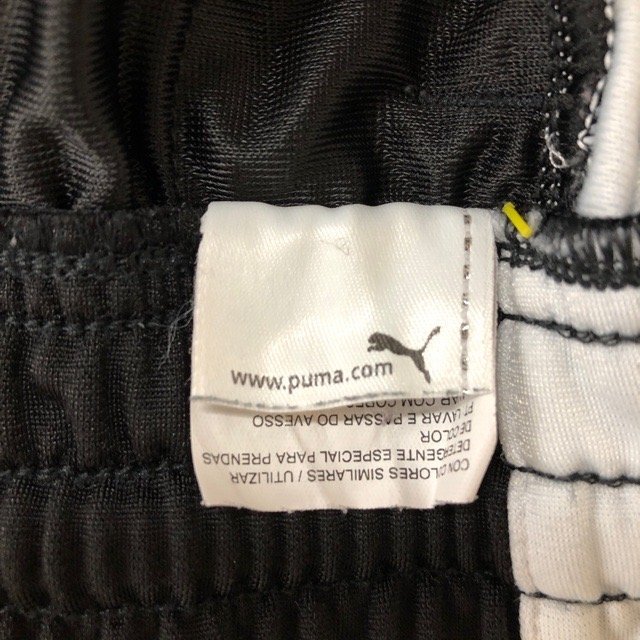 www.puma.com
CON COLORES SIMILARES / UTILIZAR
DETERGENTE ESPECIAL PARA PRENDAS
DE COLOR
LAVAR E PASSAR DO AVESSO